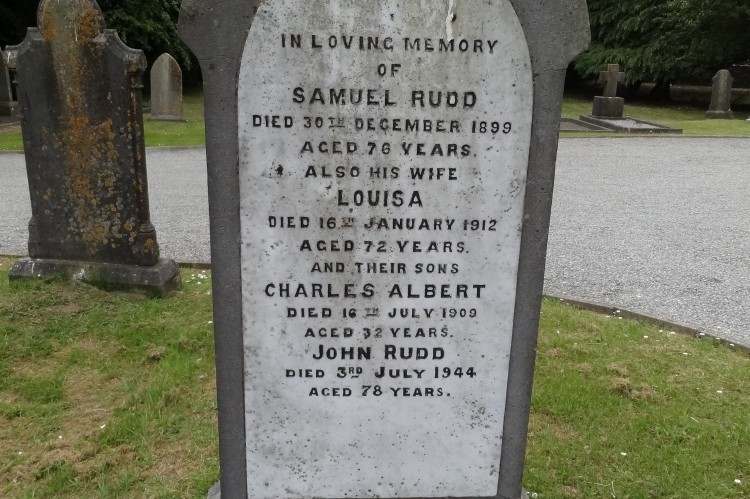 IN LOVING MEMORY
OF
SAMUEL RUDD
DIED 30TH DECEMBER 1899
AGED 76 YEARS.
ALSO HIS WIFE
LOUISA
DIED 16TH JANUARY 1912
AGED 72 YEARS.
AND THEIR SONS
CHARLES ALBERT
DIED 16TH JULY 1909
AGED 32 YEARS.
JOHN RUDD
DIED 3RD JULY 1944
AGED 78 YEARS.